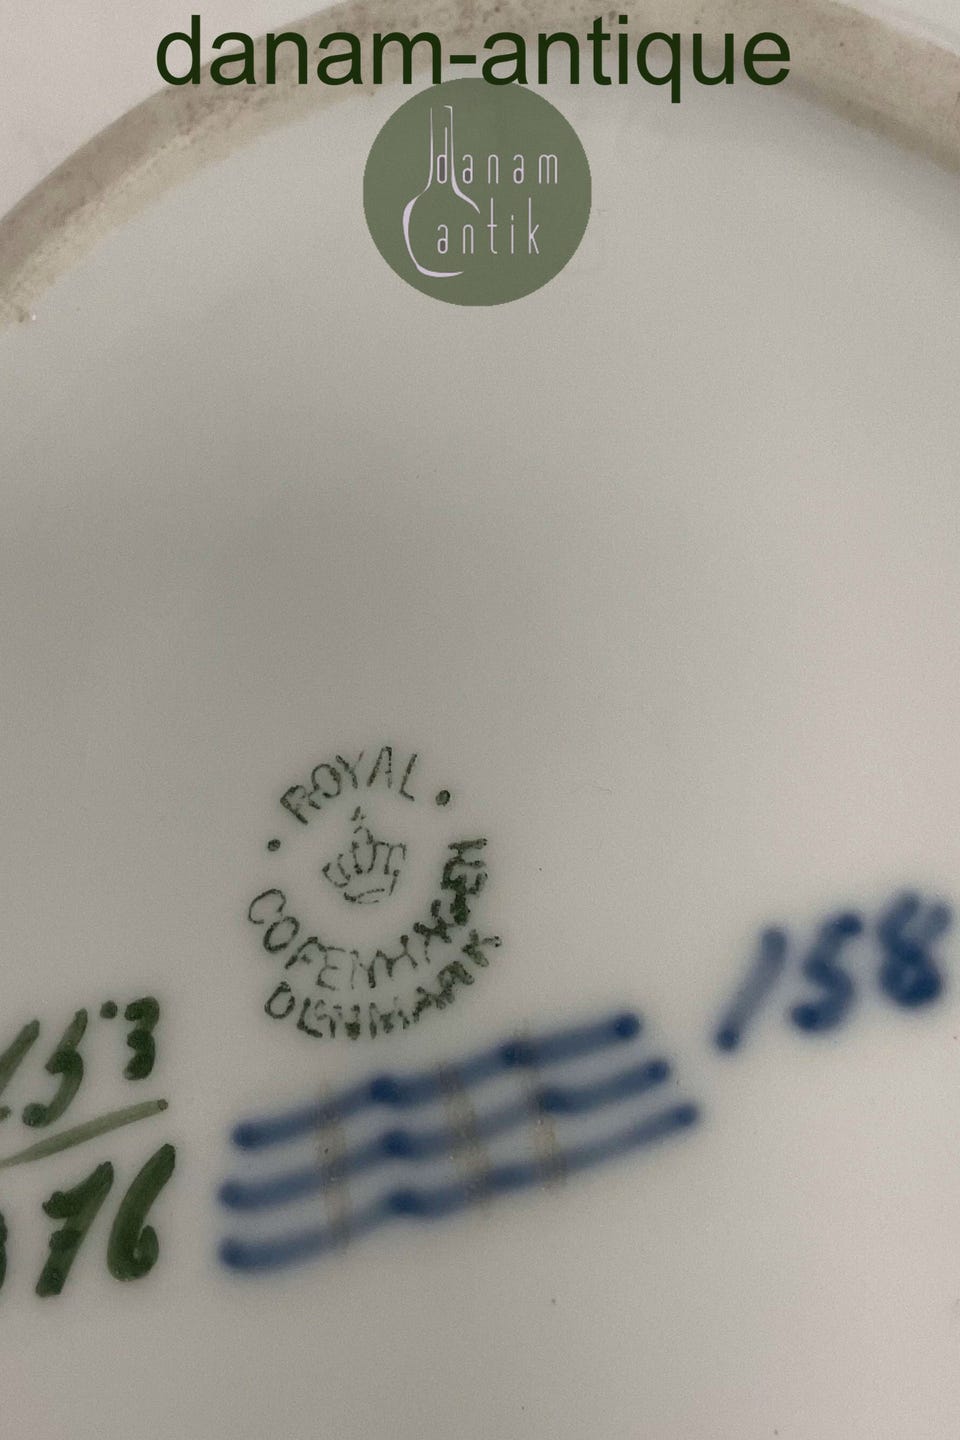 danam-antique
danam
antik
ROYAL
COPENHAGEN
DENMARK
158